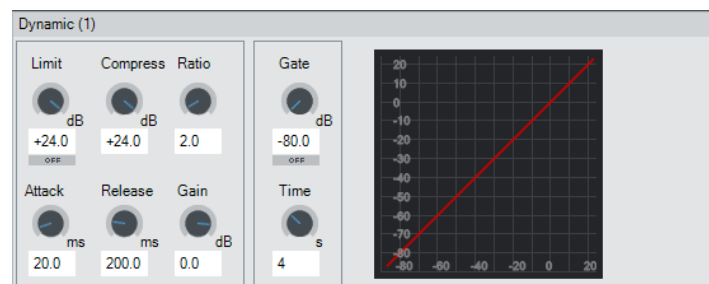 Dynamic (1)
Limit Compress Ratio
dB dB
+24.0 +24.0 2.0
OFF
Attack Release Gain
ms ms dB
20.0 200.0 0.0
Gate
dB
-80.0
OFF
Time
s
4
20
10
0
-10
-20
-30
-40
-50
-60
-70
-80
-80 -60 -40 -20 0 20